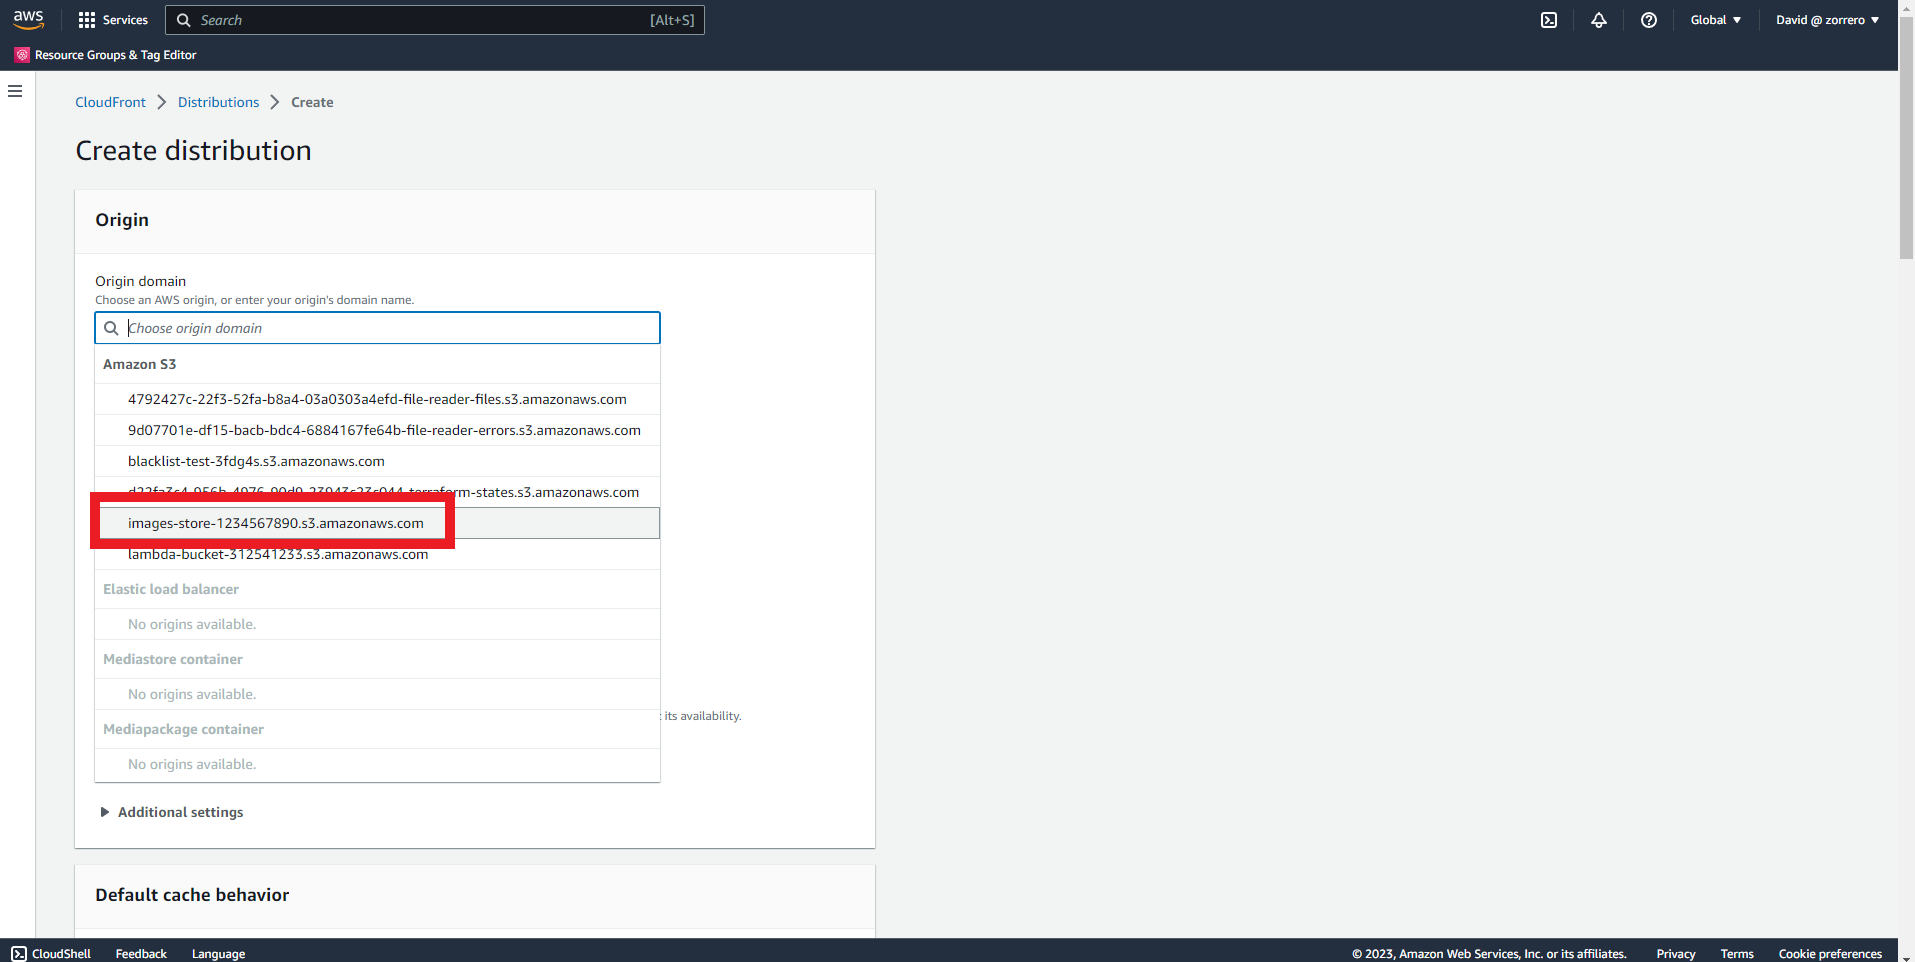 aws
Services
Search
[Alt+S]
Global
David @ zorrero
Resource Groups & Tag Editor
CloudFront
Distributions
Create
Create distribution
Origin
Origin domain
Choose an AWS origin, or enter your origin's domain name.
Choose origin domain
Amazon S3
4792427c-22f3-52fa-b8a4-03a0303a4efd-file-reader-files.s3.amazonaws.com
9d07701e-df15-bacb-bdc4-6884167fe64b-file-reader-errors.s3.amazonaws.com
blacklist-test-3fdg4s.s3.amazonaws.com
-terraform-states.s3.amazonaws.com
images-store-1234567890.s3.amazonaws.com
lambda-bucket-312541233.s3.amazonaws.com
Elastic load balancer
No origins available.
Mediastore container
No origins available.
its availability.
Mediapackage container
No origins available.
Additional settings
Default cache behavior
CloudShell
Feedback
Language
© 2023, Amazon Web Services, Inc. or its affiliates.
Privacy
Terms
Cookie preferences